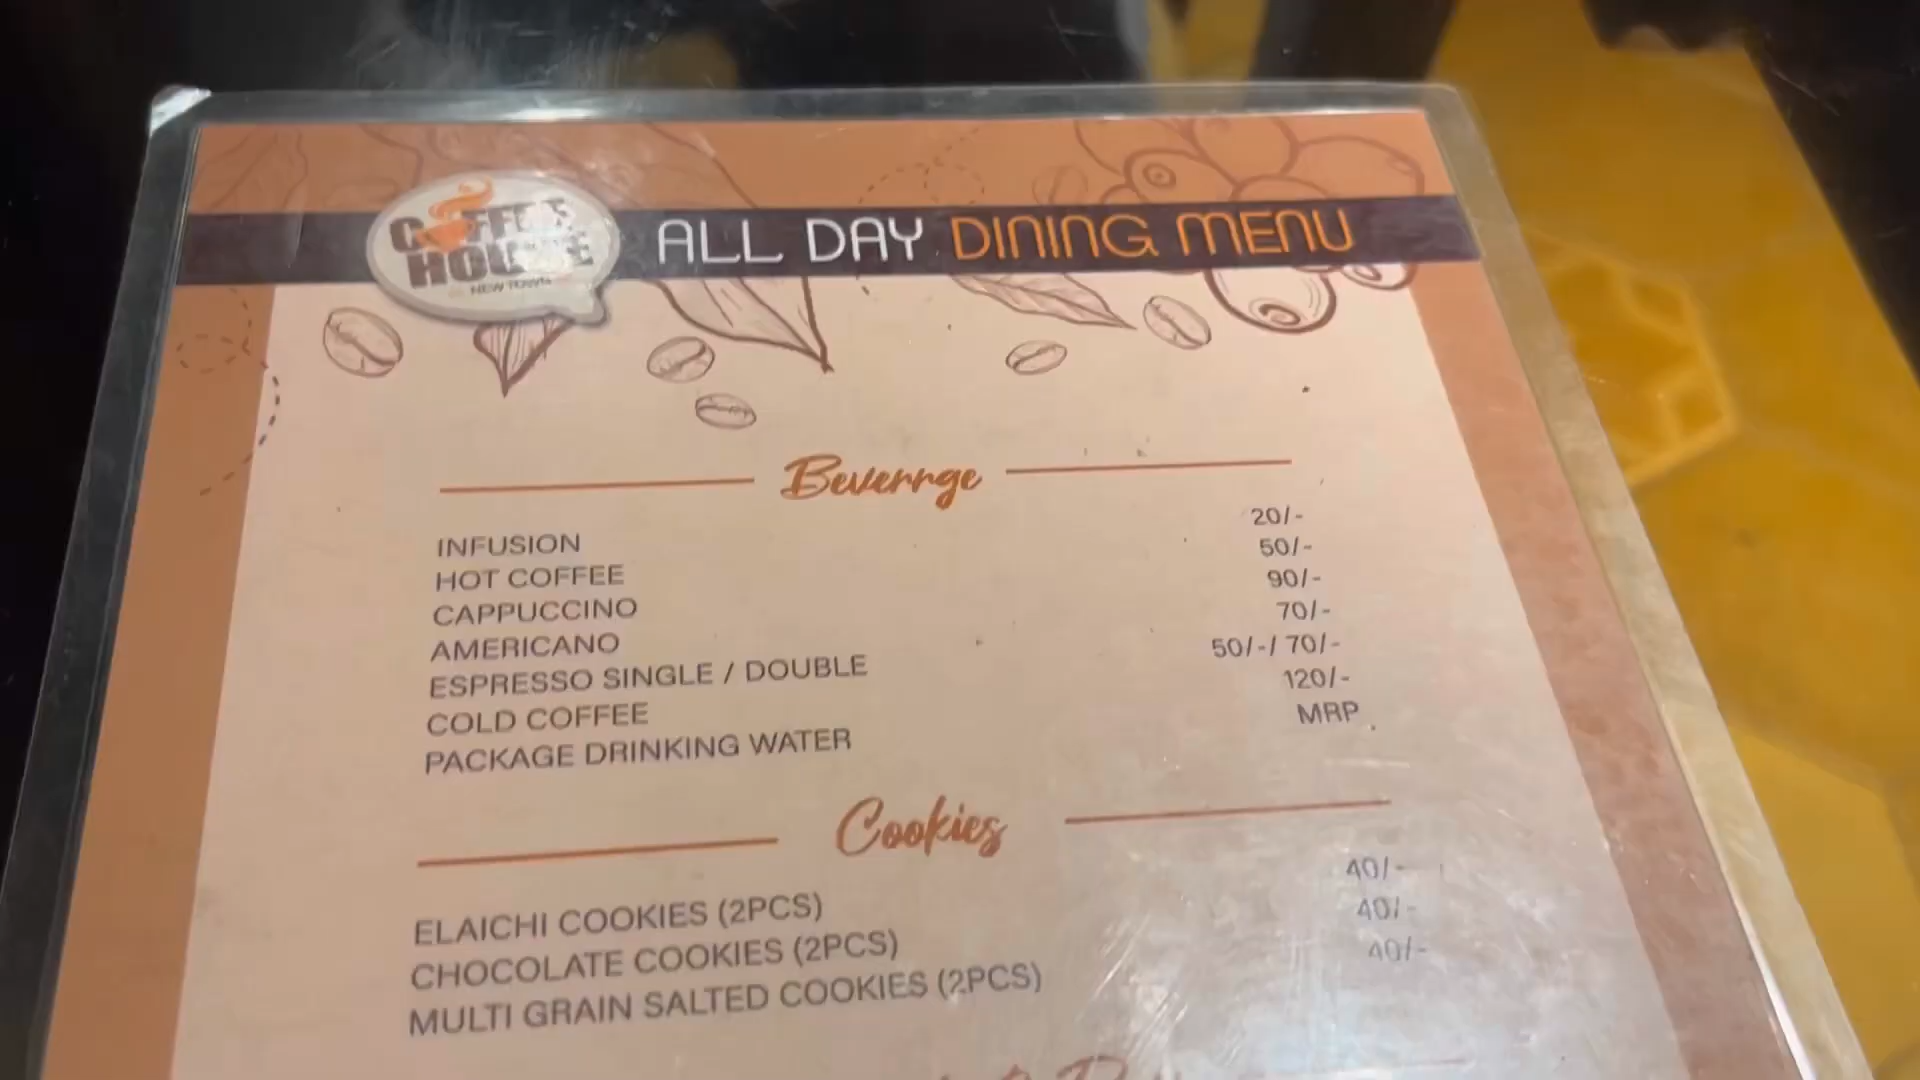 COFFEE
HOUSE
NEW TOWN
ALL DAY DINING MENU
Bevernge
INFUSION 20/-
HOT COFFEE 50/-
CAPPUCCINO 90/-
AMERICANO 70/-
ESPRESSO SINGLE / DOUBLE 50/-/ 70/-
COLD COFFEE 120/-
PACKAGE DRINKING WATER MRP
Cookies
ELAICHI COOKIES (2PCS) 40/-
CHOCOLATE COOKIES (2PCS) 40/-
MULTI GRAIN SALTED COOKIES (2PCS) 40/-